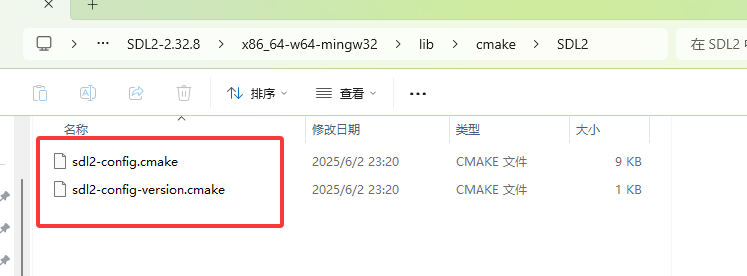 ··· SDL2-2.32.8 > x86_64-w64-mingw32 > lib > cmake > SDL2 >
在 SDL2
排序 查看 ···
名称 修改日期 类型 大小
sdl2-config.cmake 2025/6/2 23:20 CMAKE 文件 9 KB
sdl2-config-version.cmake 2025/6/2 23:20 CMAKE 文件 1 KB